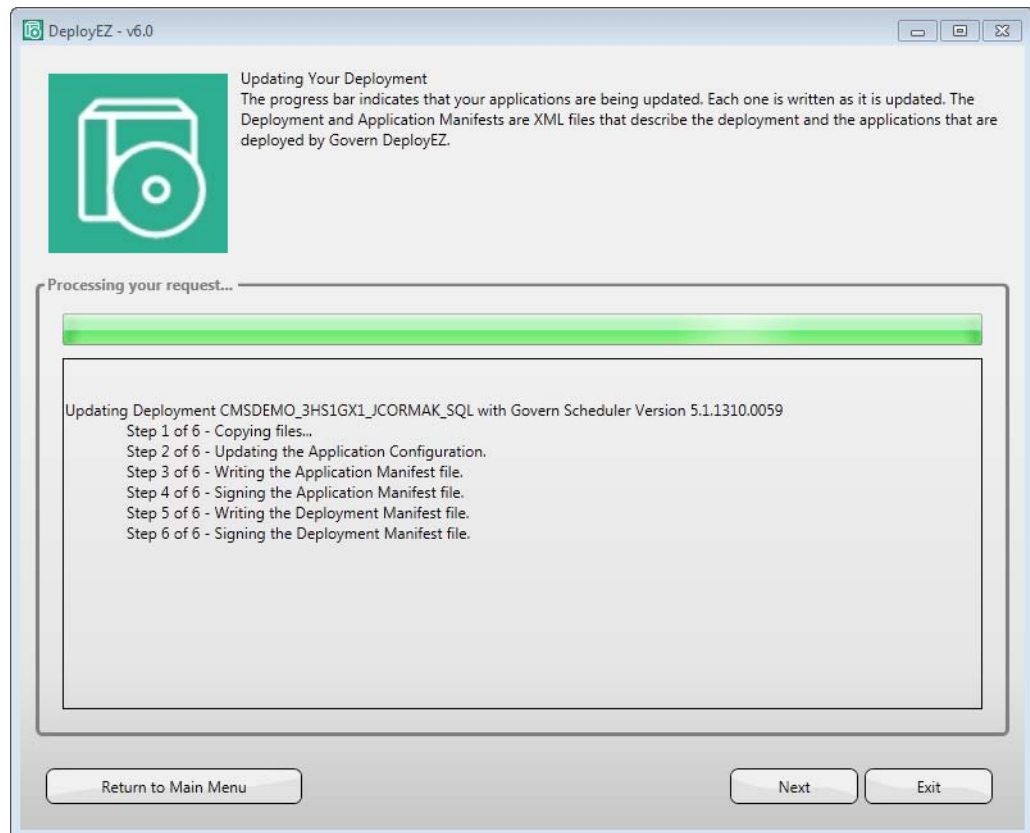 DeployEZ - v6.0
Updating Your Deployment
The progress bar indicates that your applications are being updated. Each one is written as it is updated. The
Deployment and Application Manifests are XML files that describe the deployment and the applications that are
deployed by Govern DeployEZ.
Processing your request...
Updating Deployment CMSDEMO_3HS1GX1_JCORMAK_SQL with Govern Scheduler Version 5.1.1310.0059
Step 1 of 6 - Copying files...
Step 2 of 6 - Updating the Application Configuration.
Step 3 of 6 - Writing the Application Manifest file.
Step 4 of 6 - Signing the Application Manifest file.
Step 5 of 6 - Writing the Deployment Manifest file.
Step 6 of 6 - Signing the Deployment Manifest file.
Return to Main Menu
Next
Exit